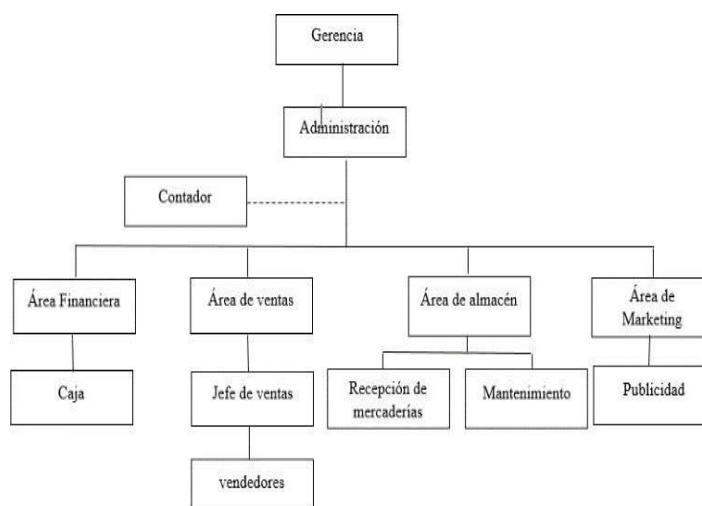 Gerencia
Administración
Contador
Área Financiera
Área de ventas
Área de almacén
Área de
Marketing
Caja
Jefe de ventas
Recepción de
mercaderías
Mantenimiento
Publicidad
vendedores